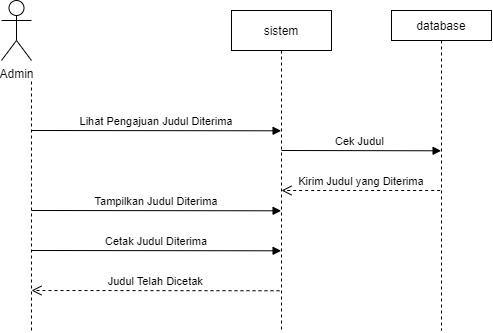 sistem
database
Admin
Lihat Pengajuan Judul Diterima
Cek Judul
Kirim Judul yang Diterima
Tampilkan Judul Diterima
Cetak Judul Diterima
Judul Telah Dicetak